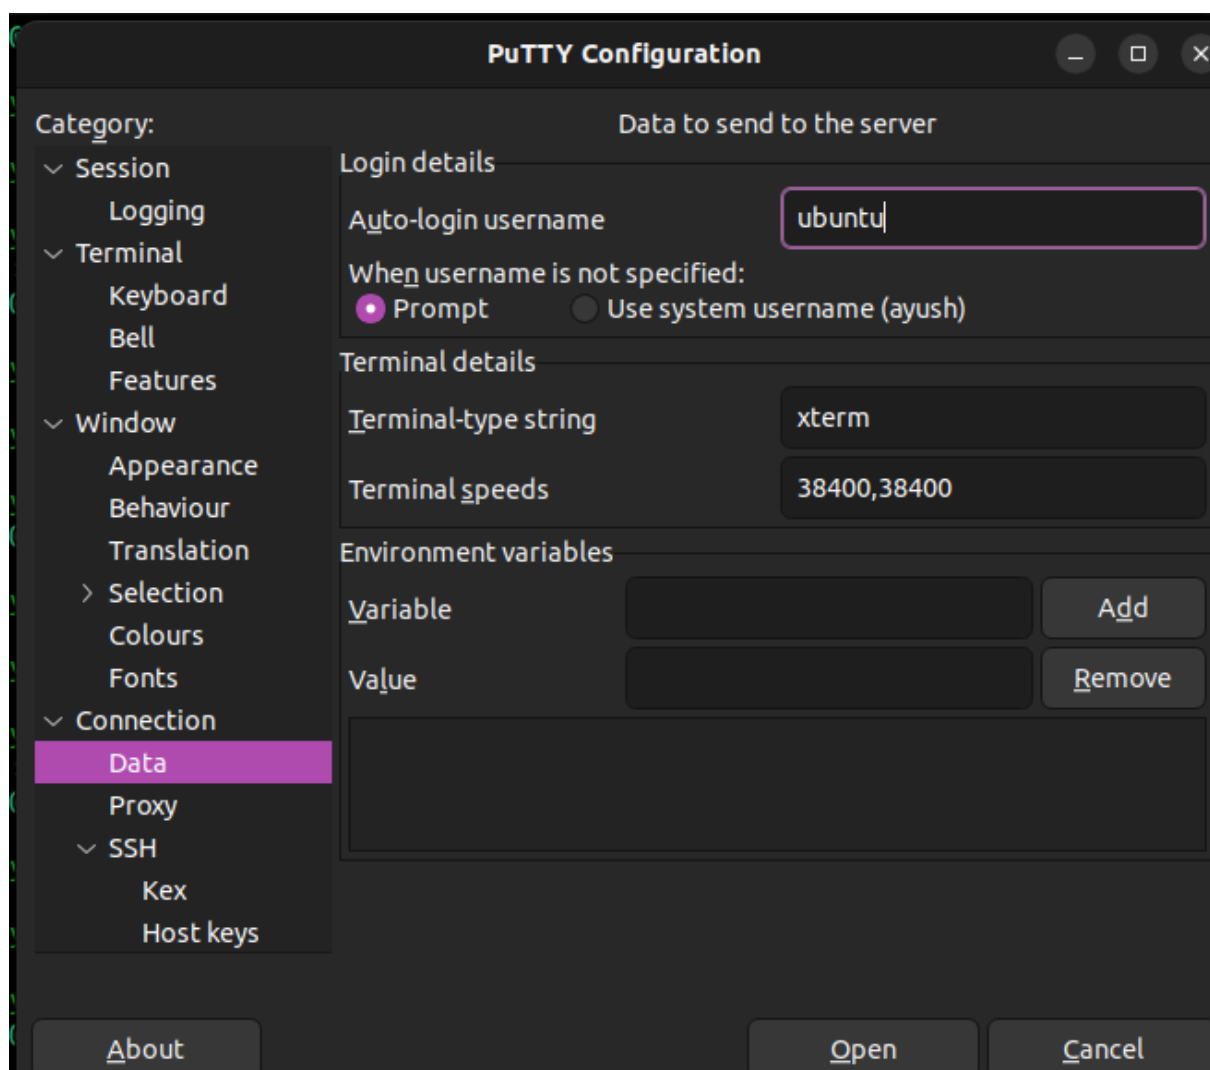 PuTTY Configuration
Category:
Session
Logging
Terminal
Keyboard
Bell
Features
Window
Appearance
Behaviour
Translation
Selection
Colours
Fonts
Connection
Data
Proxy
SSH
Kex
Host keys
Data to send to the server
Login details
Auto-login username ubuntu
When username is not specified:
Prompt Use system username (ayush)
Terminal details
Terminal-type string xterm
Terminal speeds 38400,38400
Environment variables
Variable Add
Value Remove
About Open Cancel